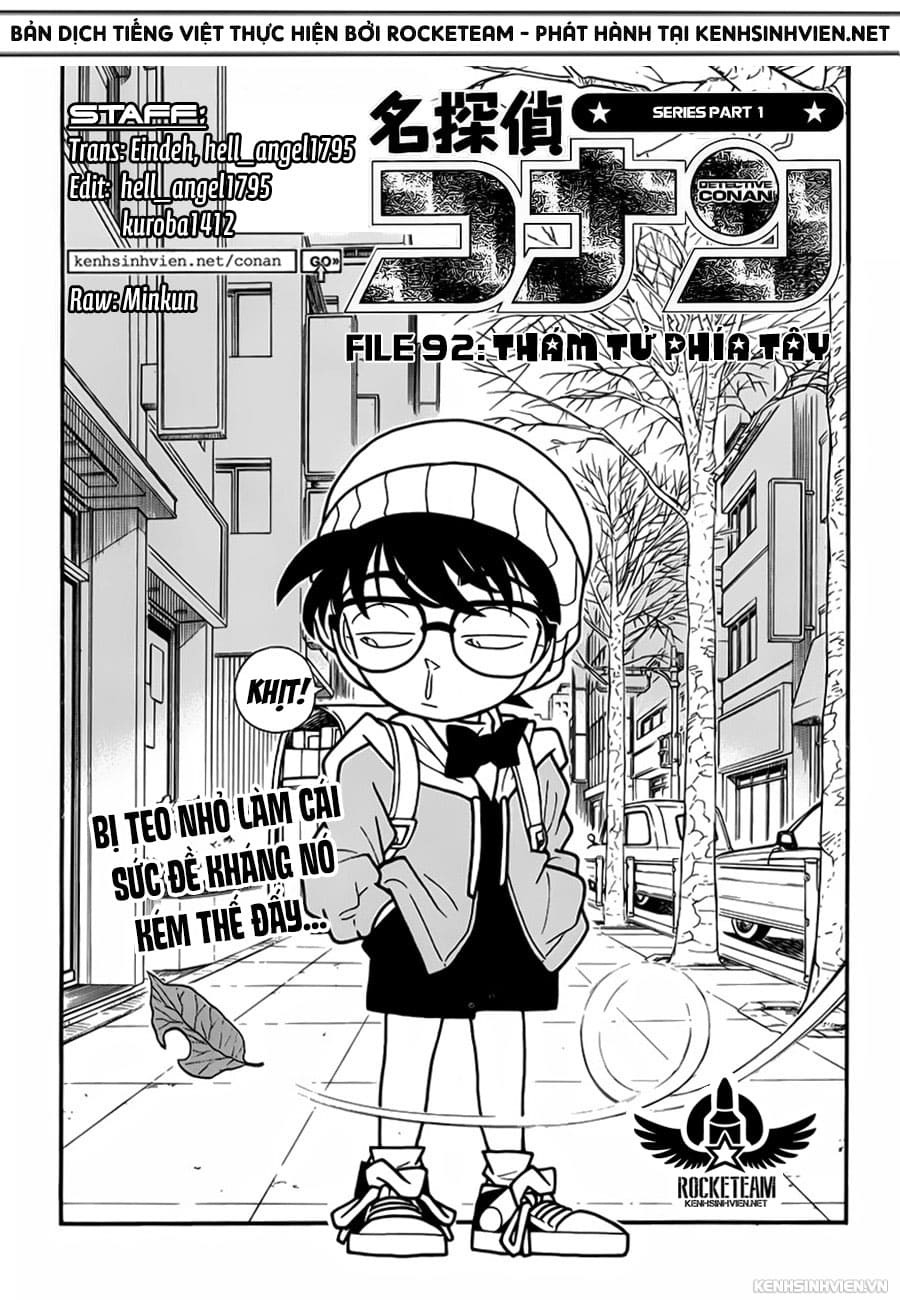 BẢN DỊCH TIẾNG VIỆT THỰC HIỆN BỞI ROCKETEAM - PHÁT HÀNH TẠI KENHSINHVIEN.NET
STAFF:
Trans: Eindeh, hell_angel1795
Edit: hell_angel1795
kuroba1412
kenhsinhvien.net/conan GO»
Raw: Minkun
SERIES PART 1
名探偵
コナン
DETECTIVE
CONAN
FILE 92: THÁM TỬ PHÍA TÂY
KHỊT!
BỊ TEO NHỎ LÀM CÁI
SỨC ĐỀ KHÁNG NÓ
KÉM THẾ ĐẤY...
ROCKETEAM
KENHSINHVIEN.NET
KENHSINHVIEN.VN